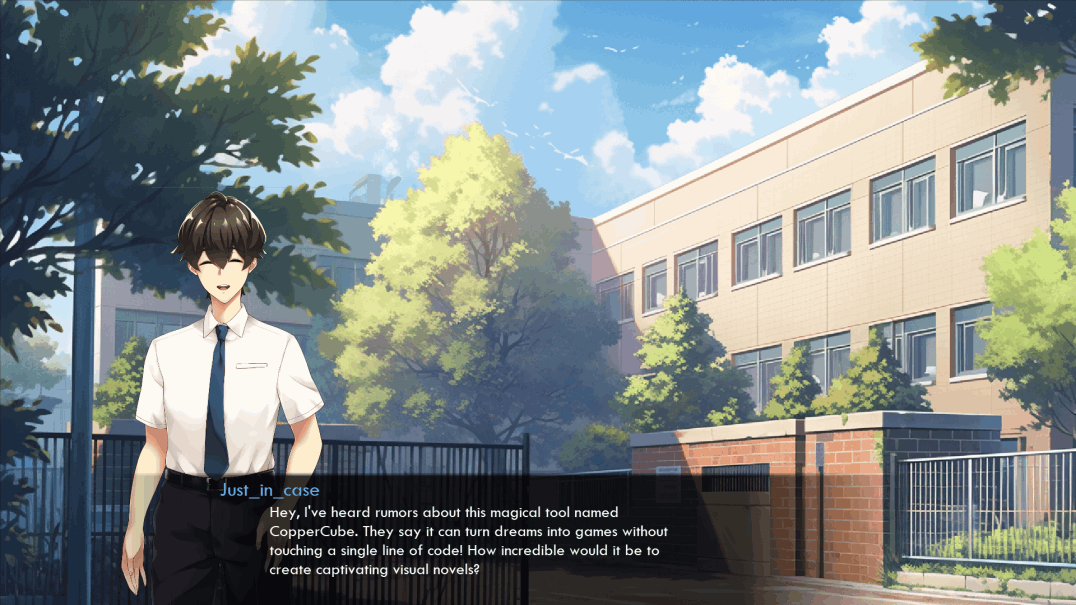 Just_in_case
Hey, I've heard rumors about this magical tool named
CopperCube. They say it can turn dreams into games without
touching a single line of code! How incredible would it be to
create captivating visual novels?